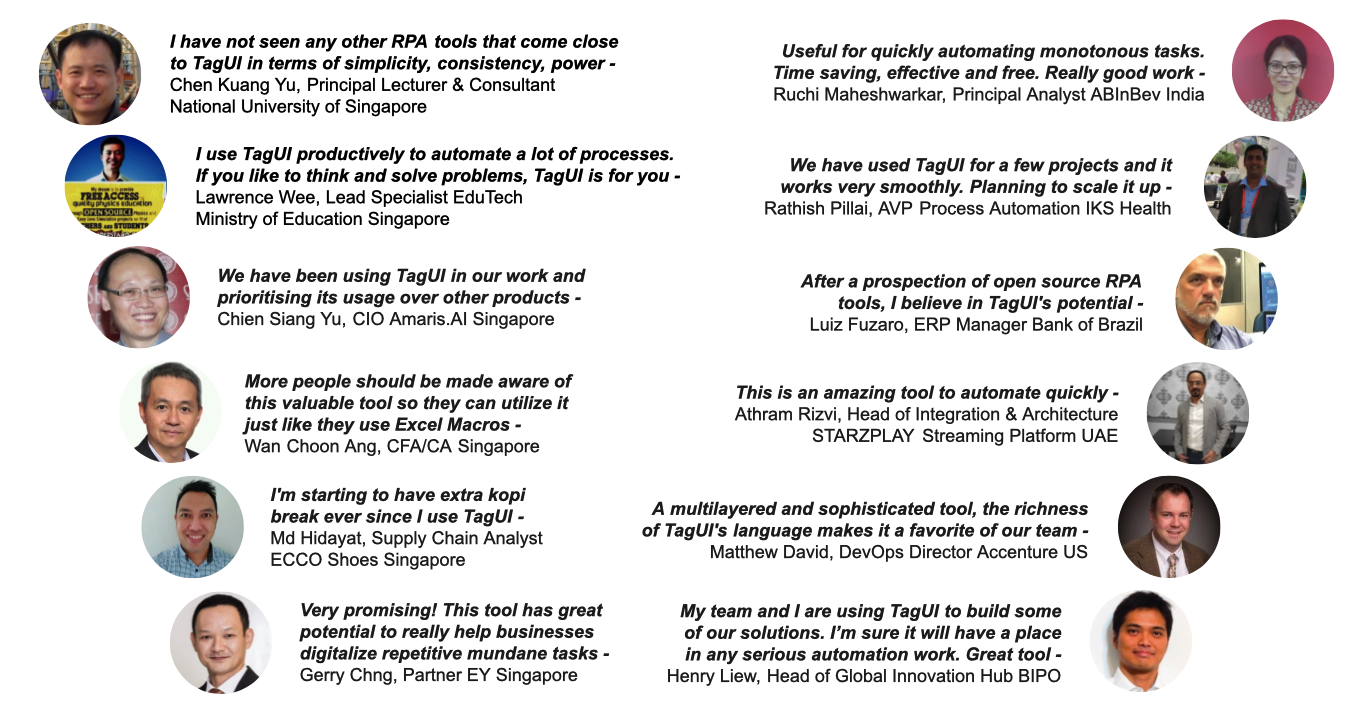 I have not seen any other RPA tools that come close
to TagUI in terms of simplicity, consistency, power -
Chen Kuang Yu, Principal Lecturer & Consultant
National University of Singapore
I use TagUI productively to automate a lot of processes.
If you like to think and solve problems, TagUI is for you -
Lawrence Wee, Lead Specialist EduTech
Ministry of Education Singapore
FREE ACCESS
quality physics education
OPEN SOURCE
We have been using TagUI in our work and
prioritising its usage over other products -
Chien Siang Yu, CIO Amaris.AI Singapore
More people should be made aware of
this valuable tool so they can utilize it
just like they use Excel Macros -
Wan Choon Ang, CFA/CA Singapore
I'm starting to have extra kopi
break ever since I use TagUI -
Md Hidayat, Supply Chain Analyst
ECCO Shoes Singapore
Very promising! This tool has great
potential to really help businesses
digitalize repetitive mundane tasks -
Gerry Chng, Partner EY Singapore
Useful for quickly automating monotonous tasks.
Time saving, effective and free. Really good work -
Ruchi Maheshwarkar, Principal Analyst ABInBev India
We have used TagUI for a few projects and it
works very smoothly. Planning to scale it up -
Rathish Pillai, AVP Process Automation IKS Health
After a prospection of open source RPA
tools, I believe in TagUI's potential -
Luiz Fuzaro, ERP Manager Bank of Brazil
This is an amazing tool to automate quickly -
Athram Rizvi, Head of Integration & Architecture
STARZPLAY Streaming Platform UAE
A multilayered and sophisticated tool, the richness
of TagUI's language makes it a favorite of our team -
Matthew David, DevOps Director Accenture US
My team and I are using TagUI to build some
of our solutions. I’m sure it will have a place
in any serious automation work. Great tool -
Henry Liew, Head of Global Innovation Hub BIPO